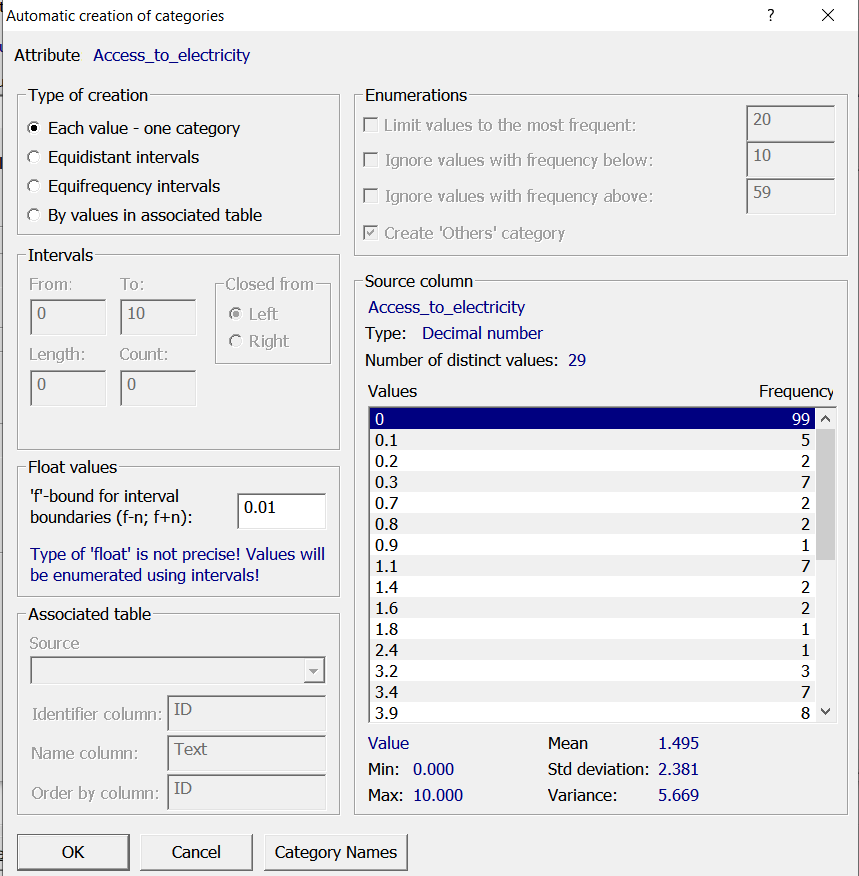 Automatic creation of categories ?
Attribute Access_to_electricity
Type of creation
Each value - one category
Equidistant intervals
Equifrequency intervals
By values in associated table
Enumerations
Limit values to the most frequent: 20
Ignore values with frequency below: 10
Ignore values with frequency above: 59
Create 'Others' category
Intervals
From: To:
0 10
Length: Count:
0 0
Closed from
Left
Right
Float values
'f'-bound for interval
boundaries (f-n; f+n): 0.01
Type of 'float' is not precise! Values will
be enumerated using intervals!
Associated table
Source
Identifier column: ID
Name column: Text
Order by column: ID
Source column
Access_to_electricity
Type: Decimal number
Number of distinct values: 29
Values Frequency
0 99
0.1 5
0.2 2
0.3 7
0.7 2
0.8 2
0.9 1
1.1 7
1.4 2
1.6 2
1.8 1
2.4 1
3.2 3
3.4 7
3.9 8
Value Mean 1.495
Min: 0.000 Std deviation: 2.381
Max: 10.000 Variance: 5.669
OK Cancel Category Names